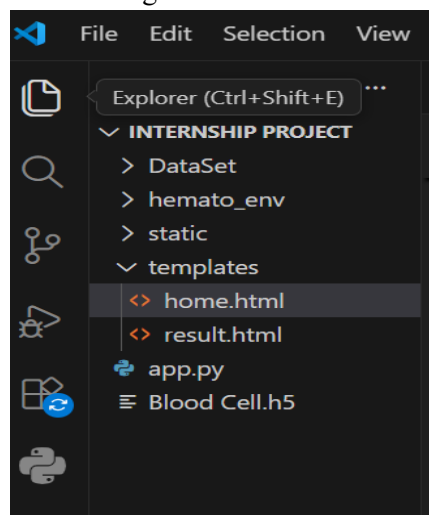 File Edit Selection View
Explorer (Ctrl+Shift+E) ...
INTERNSHIP PROJECT
DataSet
hemato_env
static
templates
<> home.html
<> result.html
app.py
Blood Cell.h5